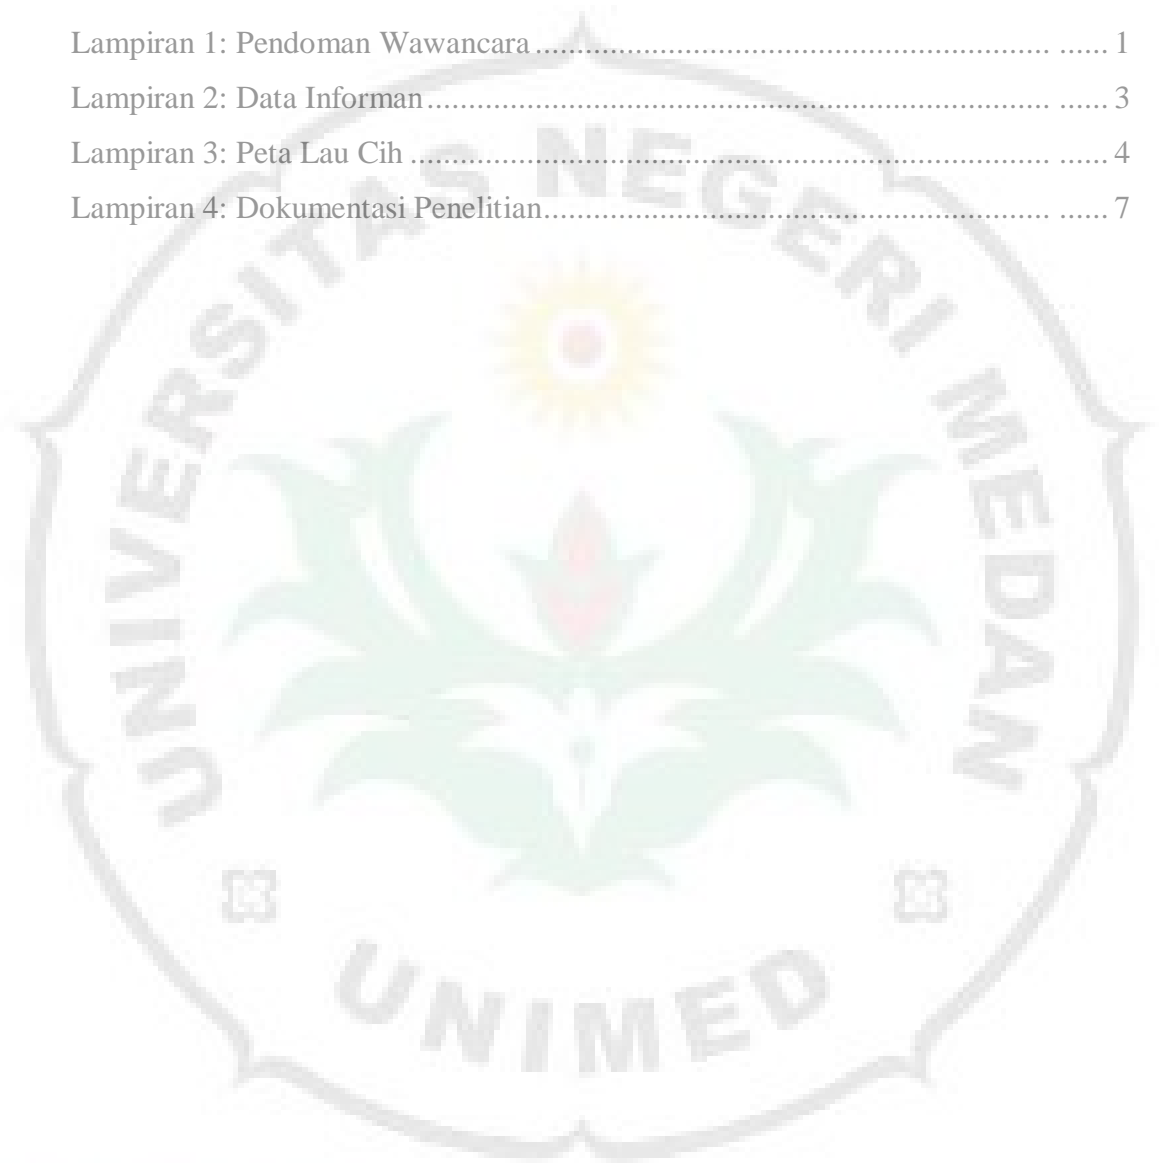 Lampiran 1: Pendoman Wawancara ........................................................ ...... 1
Lampiran 2: Data Informan ................................................................... ...... 3
Lampiran 3: Peta Lau Cih ..................................................................... ...... 4
Lampiran 4: Dokumentasi Penelitian ...................................................... ...... 7
UNIVERSITAS NEGERI MEDAN
UNIMED